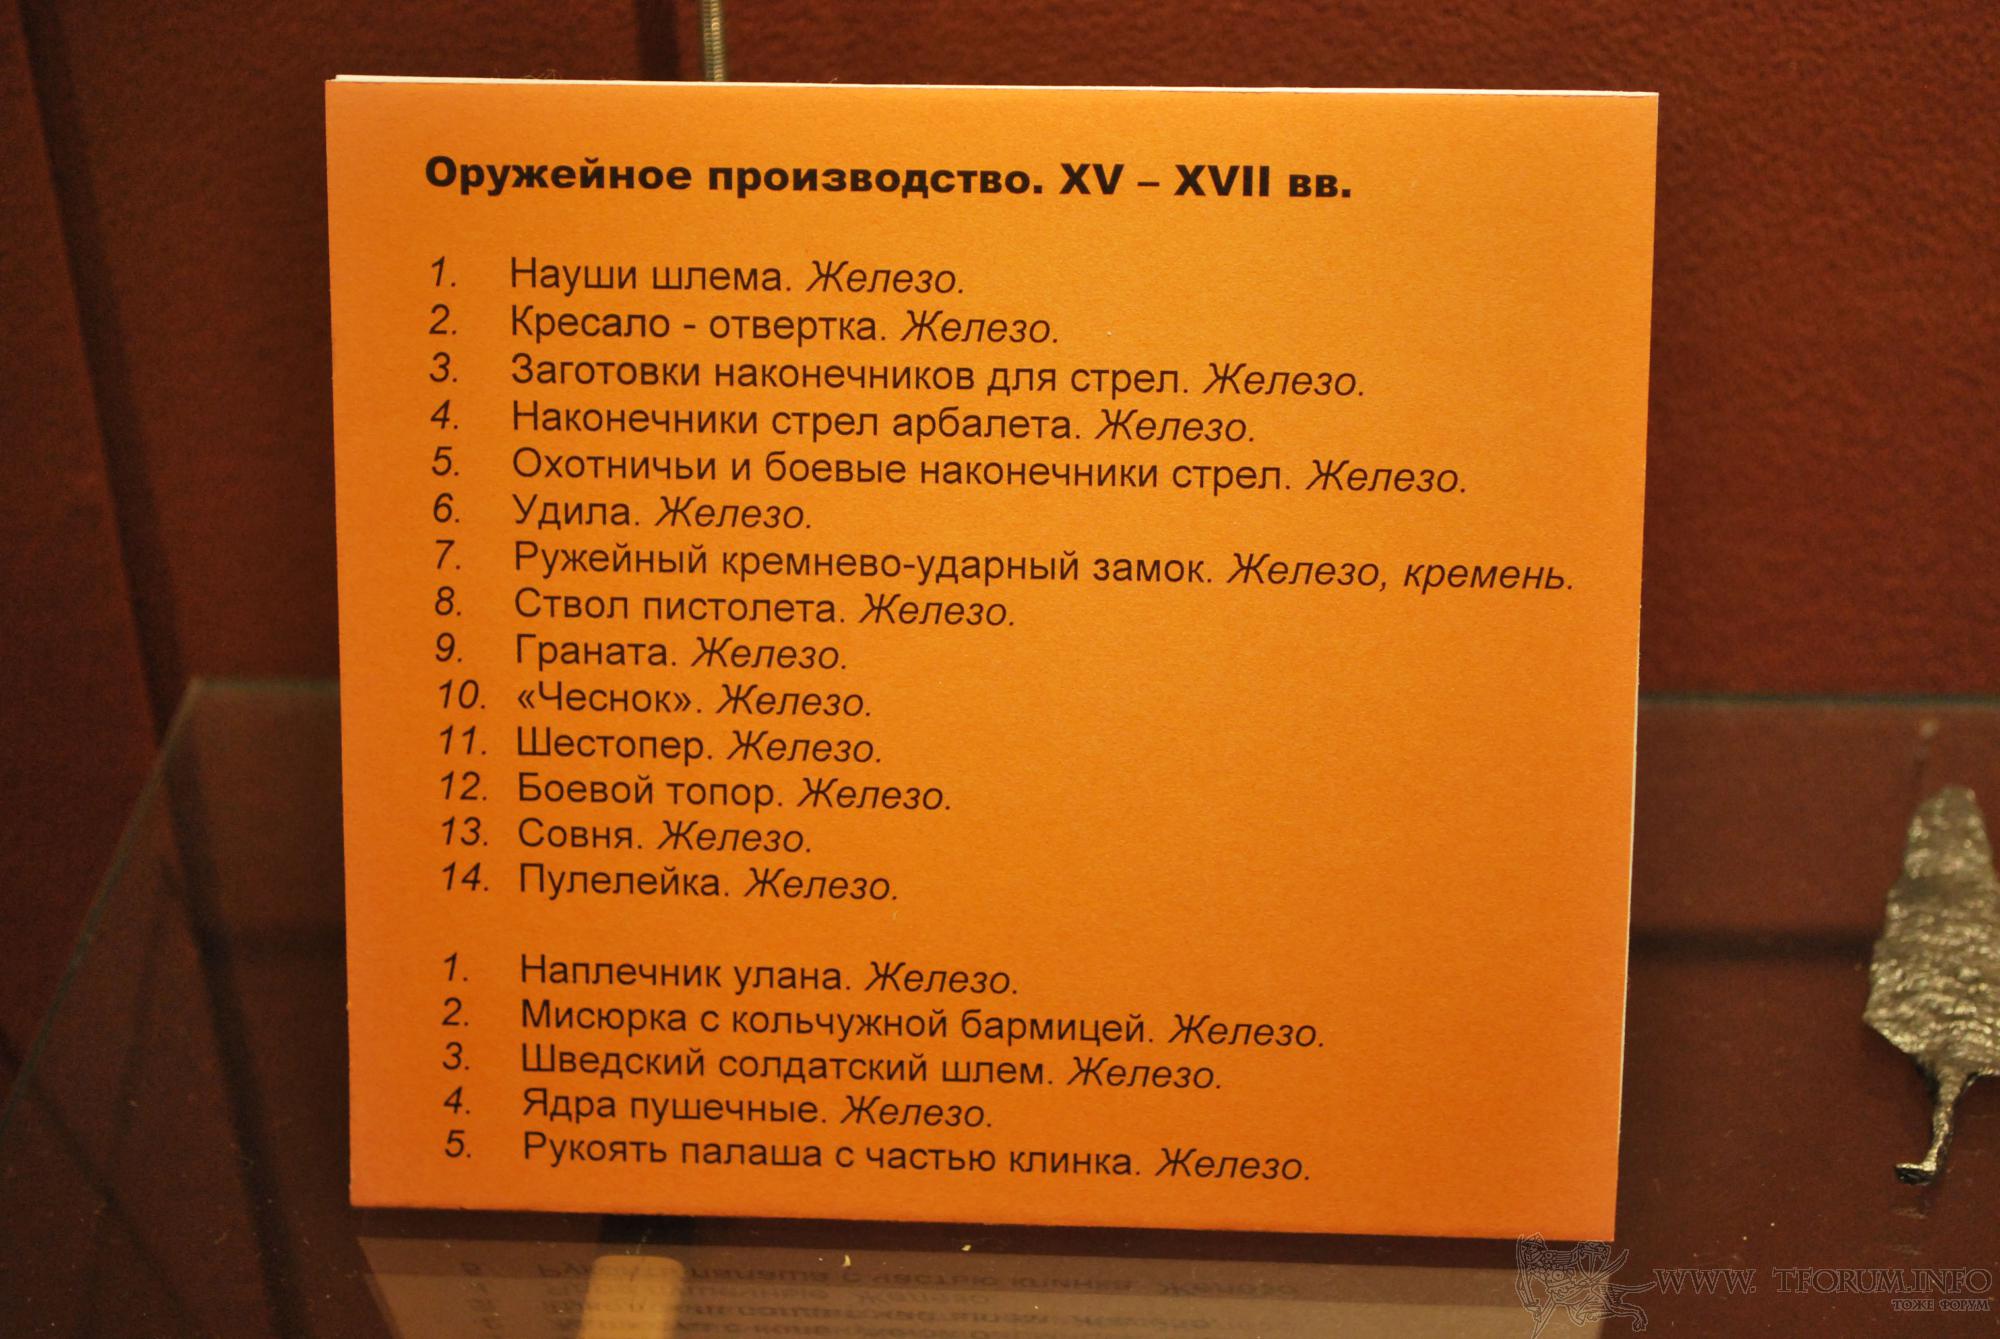 Оружейное производство. XV – XVII вв.
1. Науши шлема. Железо.
2. Кресало - отвертка. Железо.
3. Заготовки наконечников для стрел. Железо.
4. Наконечники стрел арбалета. Железо.
5. Охотничьи и боевые наконечники стрел. Железо.
6. Удила. Железо.
7. Ружейный кремнево-ударный замок. Железо, кремень.
8. Ствол пистолета. Железо.
9. Граната. Железо.
10. «Чеснок». Железо.
11. Шестопер. Железо.
12. Боевой топор. Железо.
13. Совня. Железо.
14. Пулелейка. Железо.
1. Наплечник улана. Железо.
2. Мисюрка с кольчужной бармицей. Железо.
3. Шведский солдатский шлем. Железо.
4. Ядра пушечные. Железо.
5. Рукоять палаша с частью клинка. Железо.
WWW. TFORUM.INFO
ТОЖЕ ФОРУМ